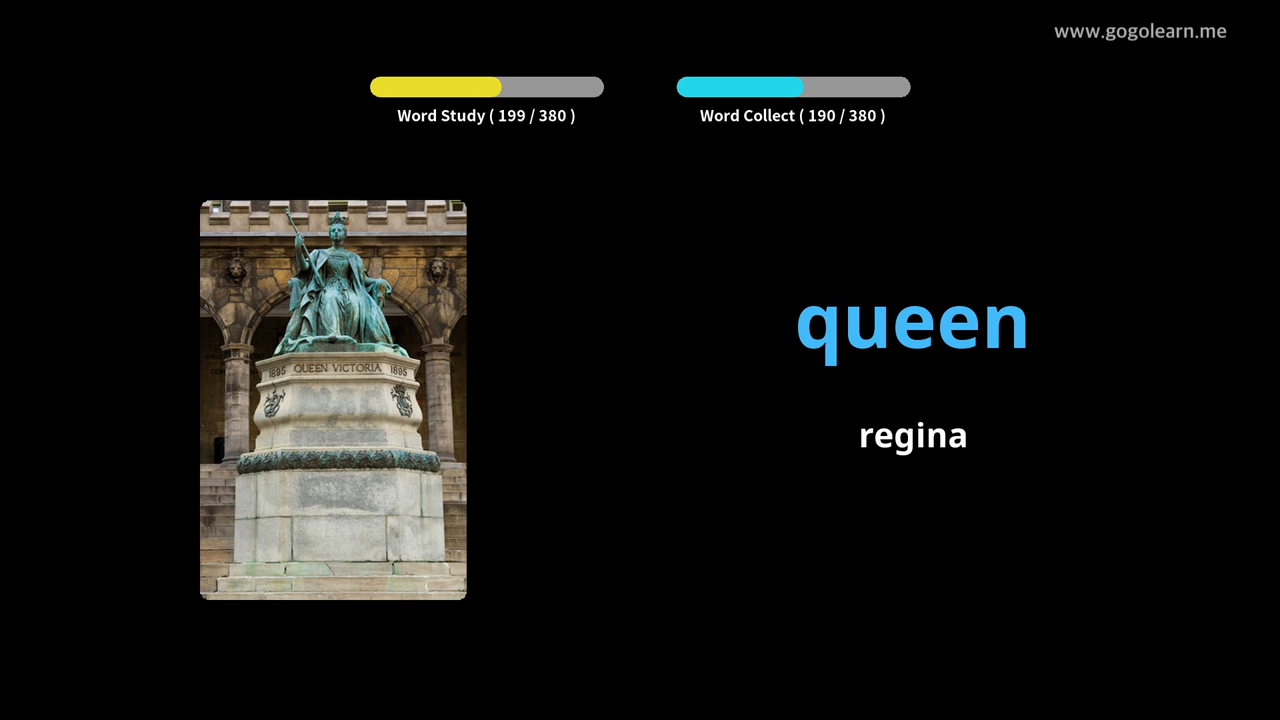 www.gogolearn.me
Word Study ( 199 / 380 )
Word Collect ( 190 / 380 )
1895 QUEEN VICTORIA 1895
queen
regina